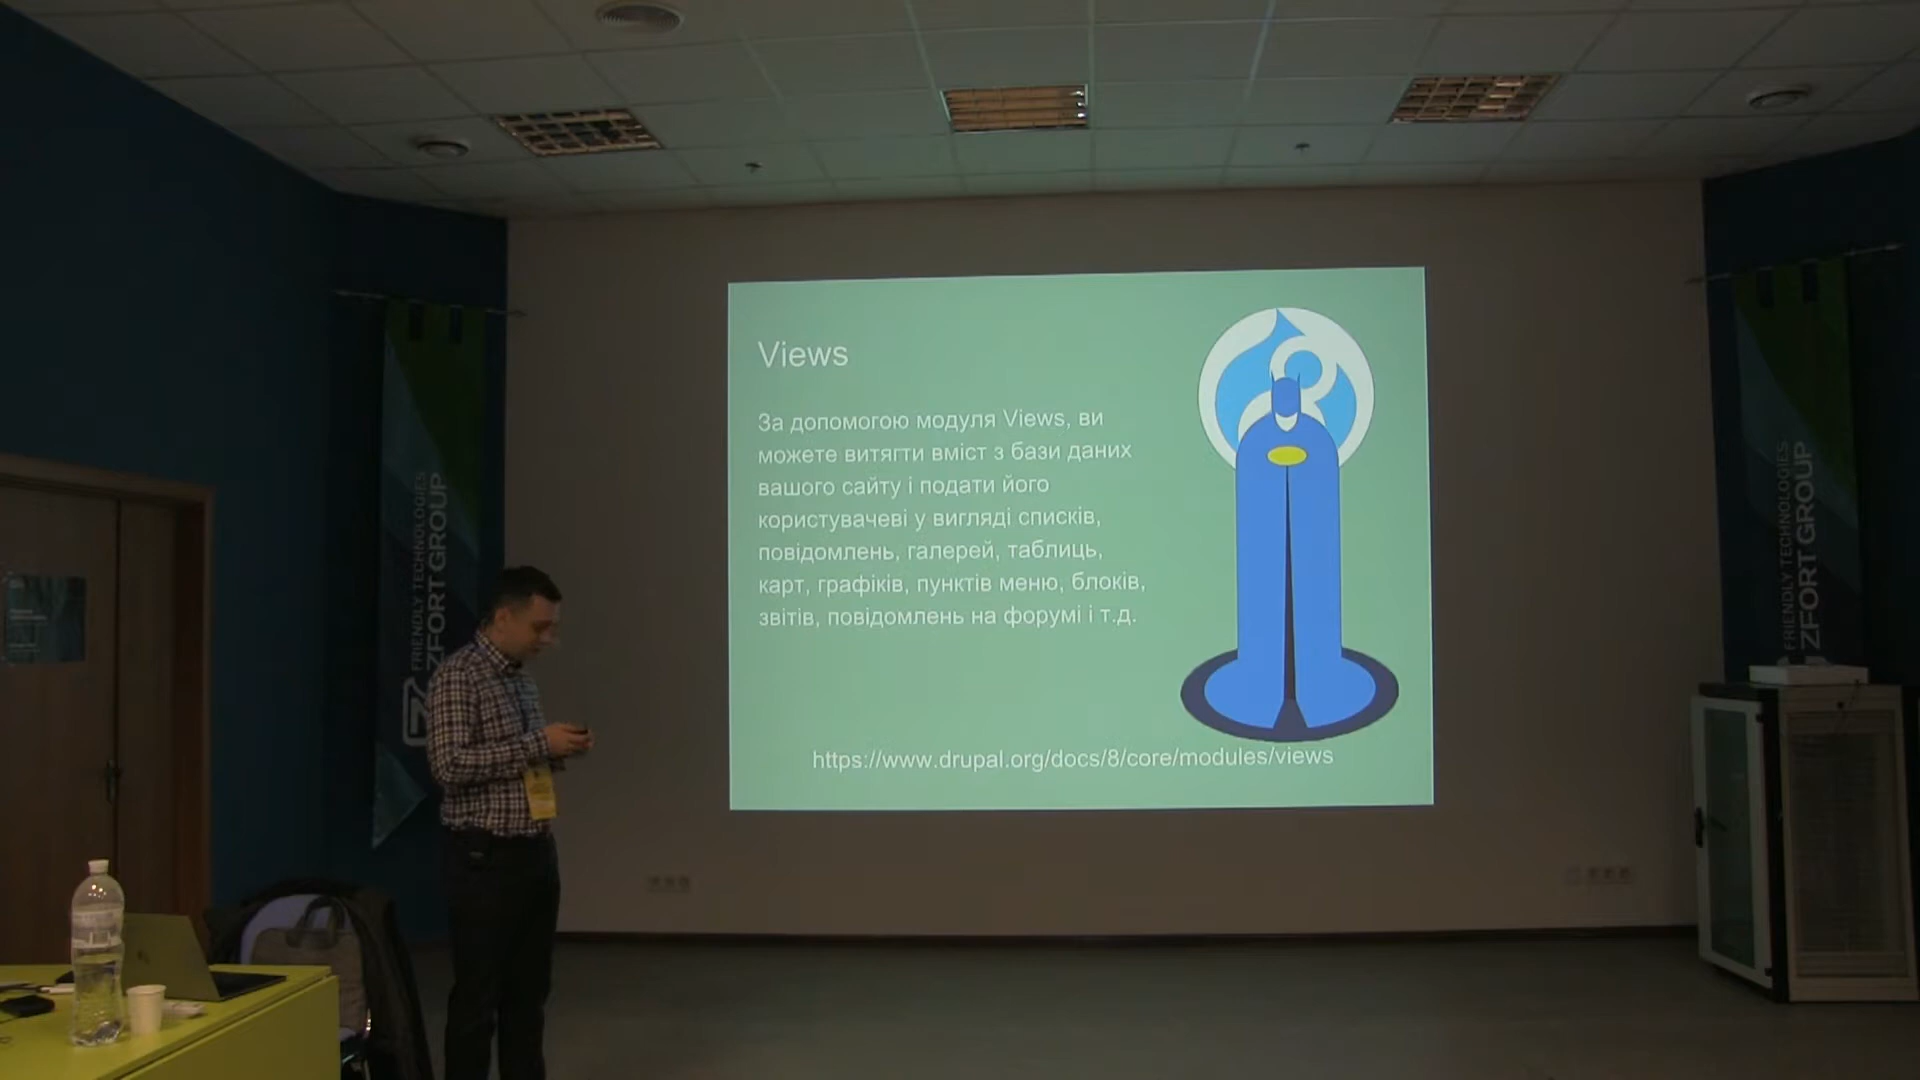 Views
За допомогою модуля Views, ви
можете витягти вміст з бази даних
вашого сайту і подати його
користувачеві у вигляді списків,
повідомлень, галерей, таблиць,
карт, графіків, пунктів меню, блоків,
звітів, повідомлень на форумі і т.д.
https://www.drupal.org/docs/8/core/modules/views
FRIENDLY TECHNOLOGIES
ZFORT GROUP
FRIENDLY TECHNOLOGIES
ZFORT GROUP